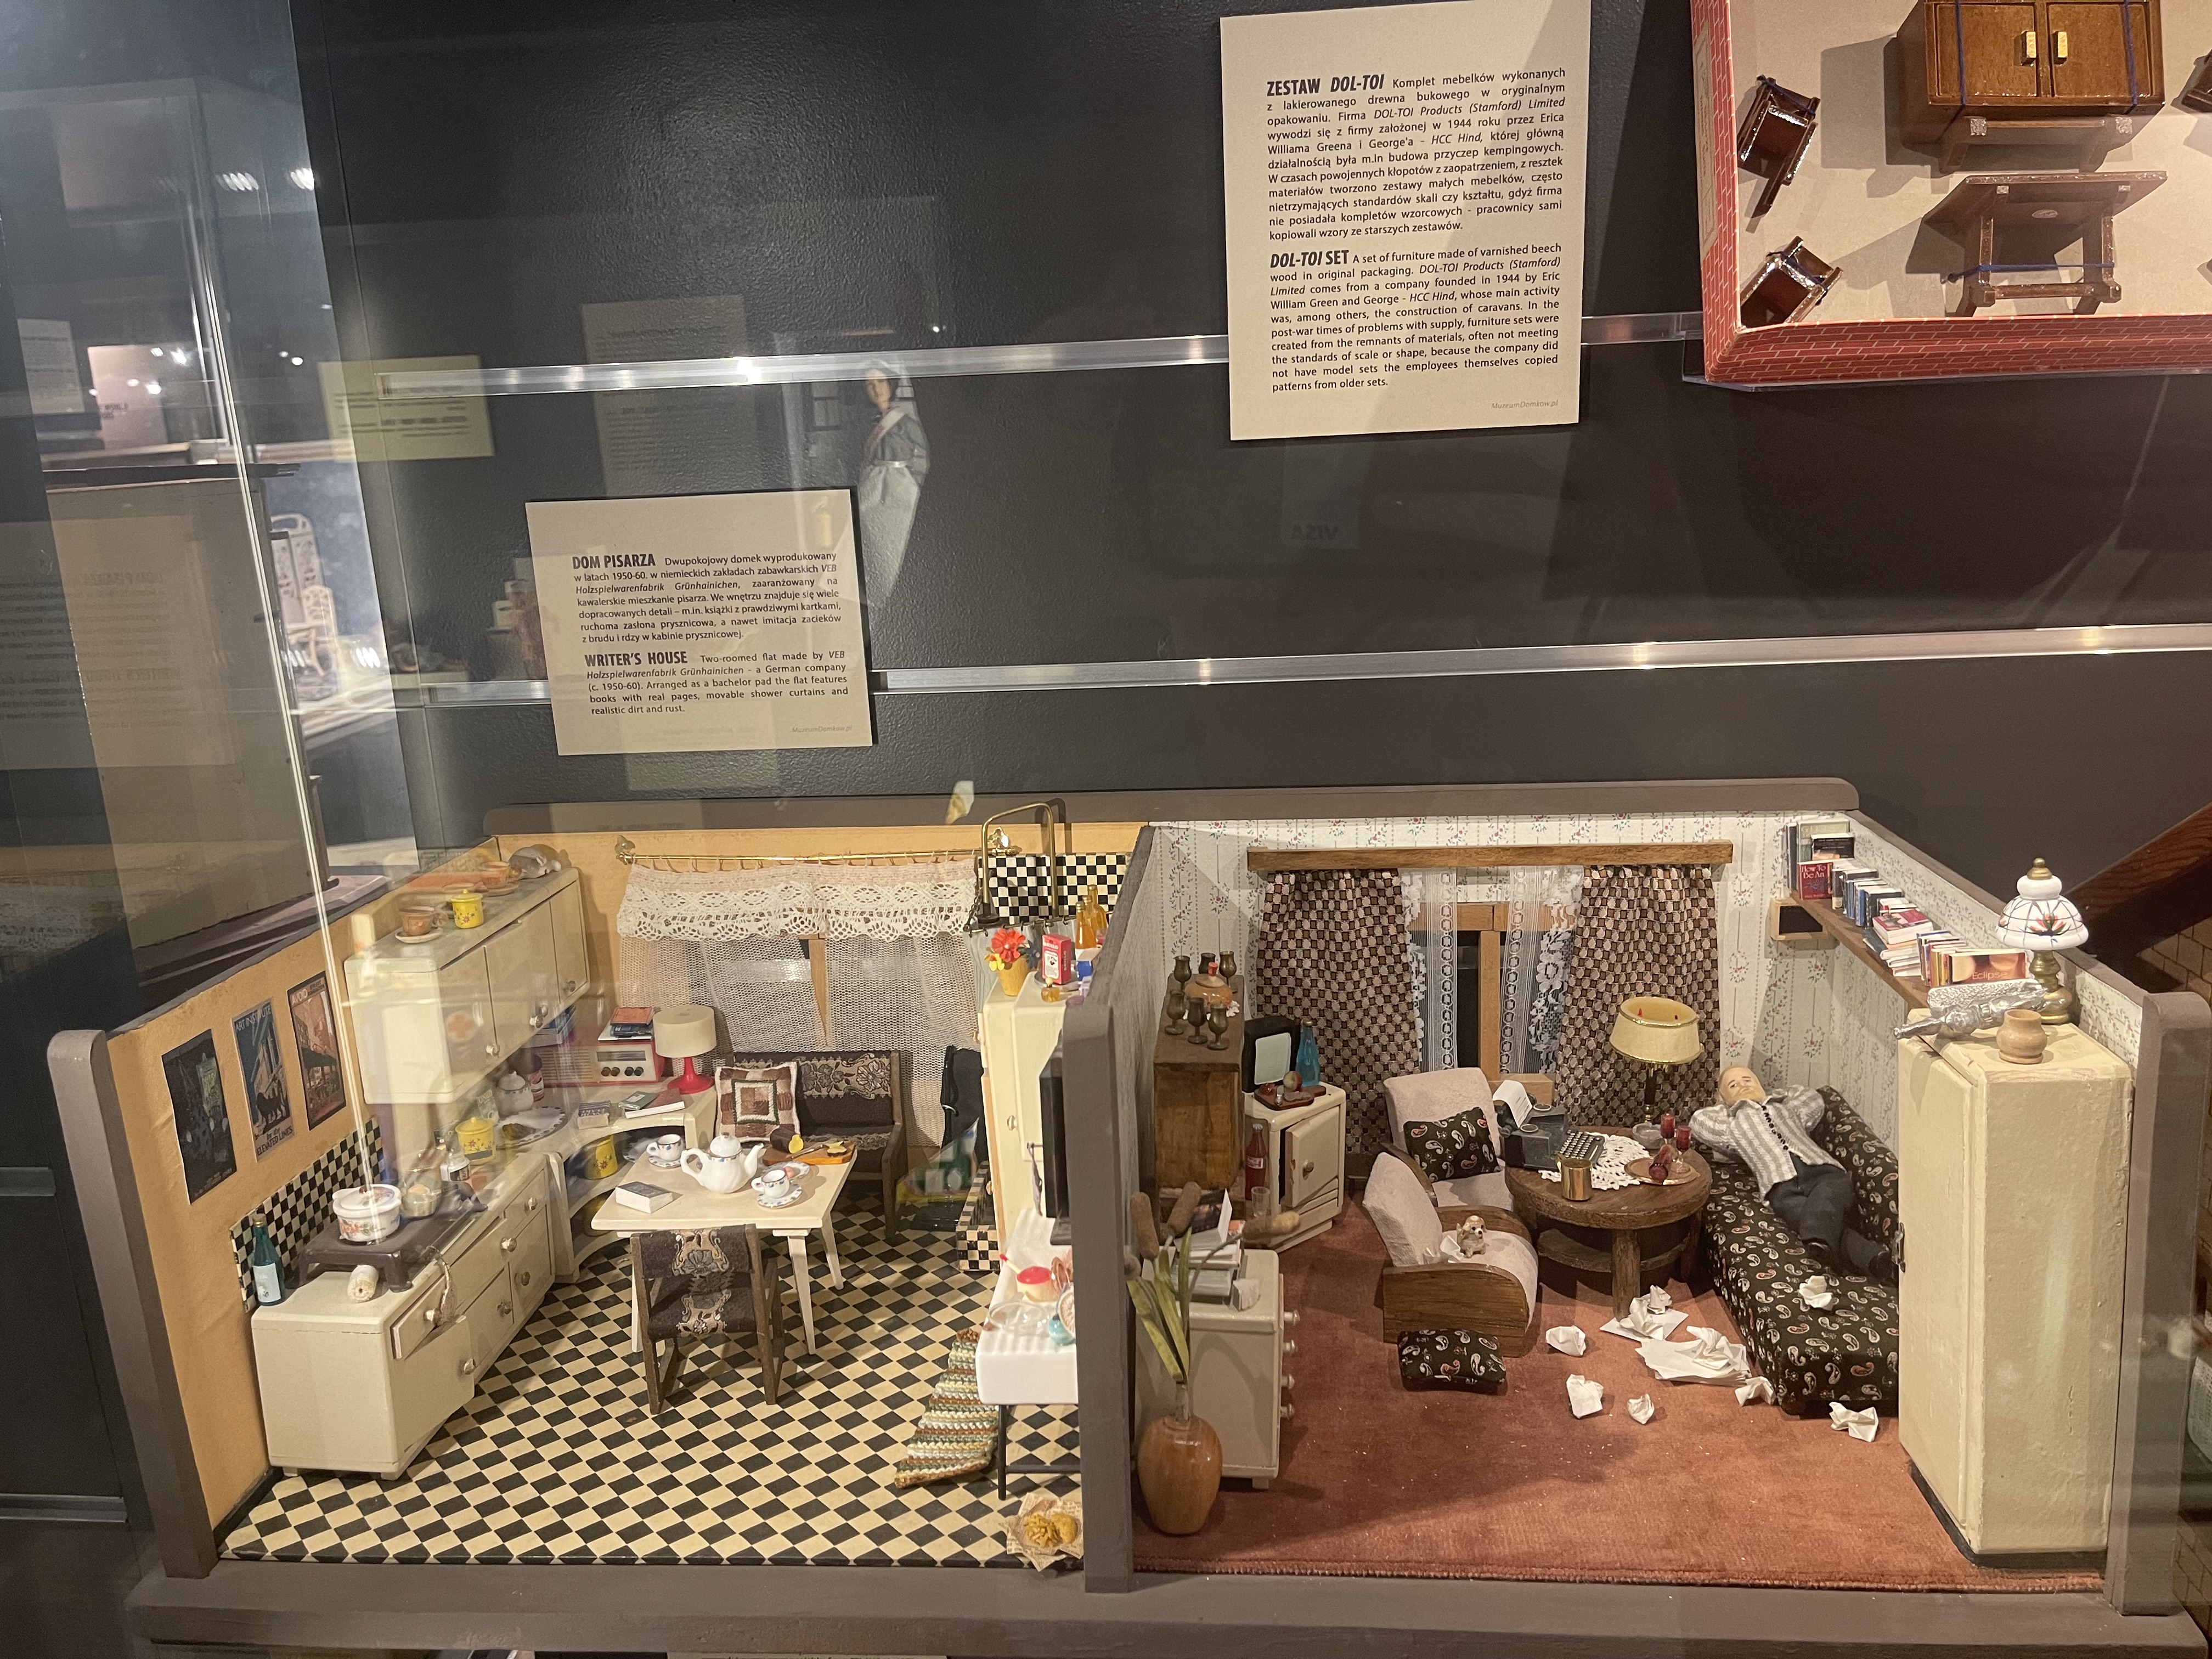 ZESTAW DOL-TOI Komplet mebelków wykonanych
z lakierowanego drewna bukowego w oryginalnym
opakowaniu. Firma DOL-TOI Products (Stamford) Limited
wywodzi się z firmy założonej w 1944 roku przez Erica
Williama Greena i George'a - HCC Hind, której główną
działalnością była m.in budowa przyczep kempingowych.
W czasach powojennych kłopotów z zaopatrzeniem, z resztek
materiałów tworzono zestawy małych mebelków, często
nietrzymających standardów skali czy kształtu, gdyż firma
nie posiadała kompletów wzorcowych - pracownicy sami
kopiowali wzory ze starszych zestawów.
DOL-TOI SET A set of furniture made of varnished beech
wood in original packaging. DOL-TOI Products (Stamford)
Limited comes from a company founded in 1944 by Eric
William Green and George - HCC Hind, whose main activity
was, among others, the construction of caravans. In the
post-war times of problems with supply, furniture sets were
created from the remnants of materials, often not meeting
the standards of scale or shape, because the company did
not have model sets the employees themselves copied
patterns from older sets.
MuzeumDomkow.pl
DOM PISARZA Dwupokojowy domek wyprodukowany
w latach 1950-60. w niemieckich zakładach zabawkarskich VEB
Holzspielwarenfabrik Grünhainichen, zaaranżowany na
kawalerskie mieszkanie pisarza. We wnętrzu znajduje się wiele
dopracowanych detali – m.in. książki z prawdziwymi kartkami,
ruchoma zasłona prysznicowa, a nawet imitacja zacieków
z brudu i rdzy w kabinie prysznicowej.
WRITER'S HOUSE Two-roomed flat made by VEB
Holzspielwarenfabrik Grünhainichen - a German company
(c. 1950-60). Arranged as a bachelor pad the flat features
books with real pages, movable shower curtains and
realistic dirt and rust.
MuzeumDomkow.pl
VISA
ART INSTITUTE
ELEVATED LINES
Eclipse